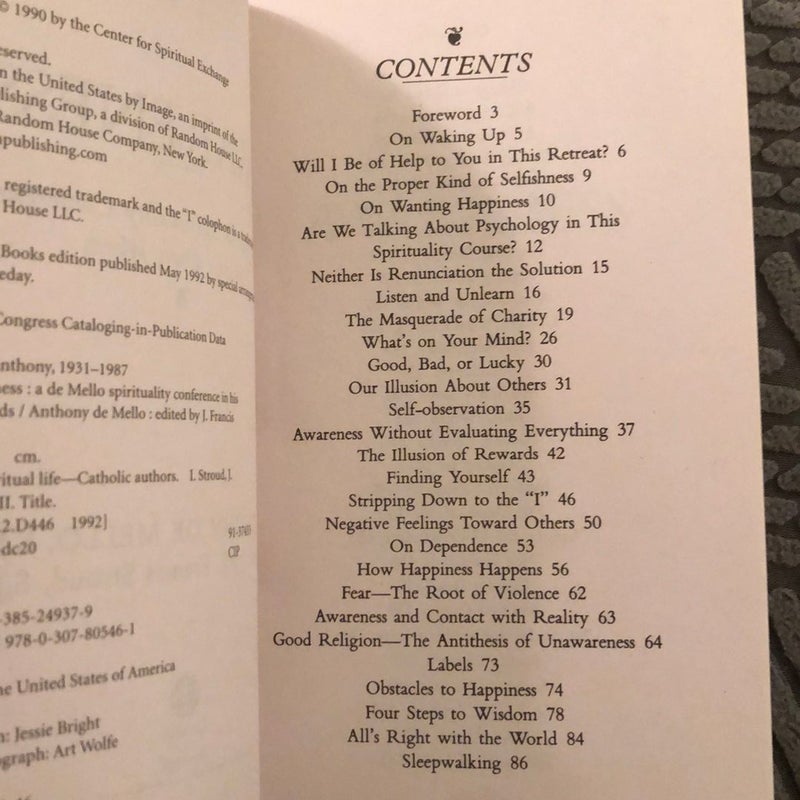 © 1990 by the Center for Spiritual Exchange
eserved.
n the United States by Image, an imprint of the
lishing Group, a division of Random House LLC,
Random House Company, New York.
publishing.com
registered trademark and the "I" colophon is a
House LLC.
Books edition published May 1992 by special
eday.
Congress Cataloging-in-Publication Data
nthony, 1931–1987
ess : a de Mello spirituality conference in his
ds / Anthony de Mello : edited by J. Francis
cm.
ritual life—Catholic authors. I. Stroud, J.
II. Title.
2.D446 1992]
dc20
CIP
-385-24937-9
978-0-307-80546-1
he United States of America
n: Jessie Bright
ograph: Art Wolfe
CONTENTS
Foreword 3
On Waking Up 5
Will I Be of Help to You in This Retreat? 6
On the Proper Kind of Selfishness 9
On Wanting Happiness 10
Are We Talking About Psychology in This
Spirituality Course? 12
Neither Is Renunciation the Solution 15
Listen and Unlearn 16
The Masquerade of Charity 19
What's on Your Mind? 26
Good, Bad, or Lucky 30
Our Illusion About Others 31
Self-observation 35
Awareness Without Evaluating Everything 37
The Illusion of Rewards 42
Finding Yourself 43
Stripping Down to the "I" 46
Negative Feelings Toward Others 50
On Dependence 53
How Happiness Happens 56
Fear—The Root of Violence 62
Awareness and Contact with Reality 63
Good Religion—The Antithesis of Unawareness 64
Labels 73
Obstacles to Happiness 74
Four Steps to Wisdom 78
All's Right with the World 84
Sleepwalking 86